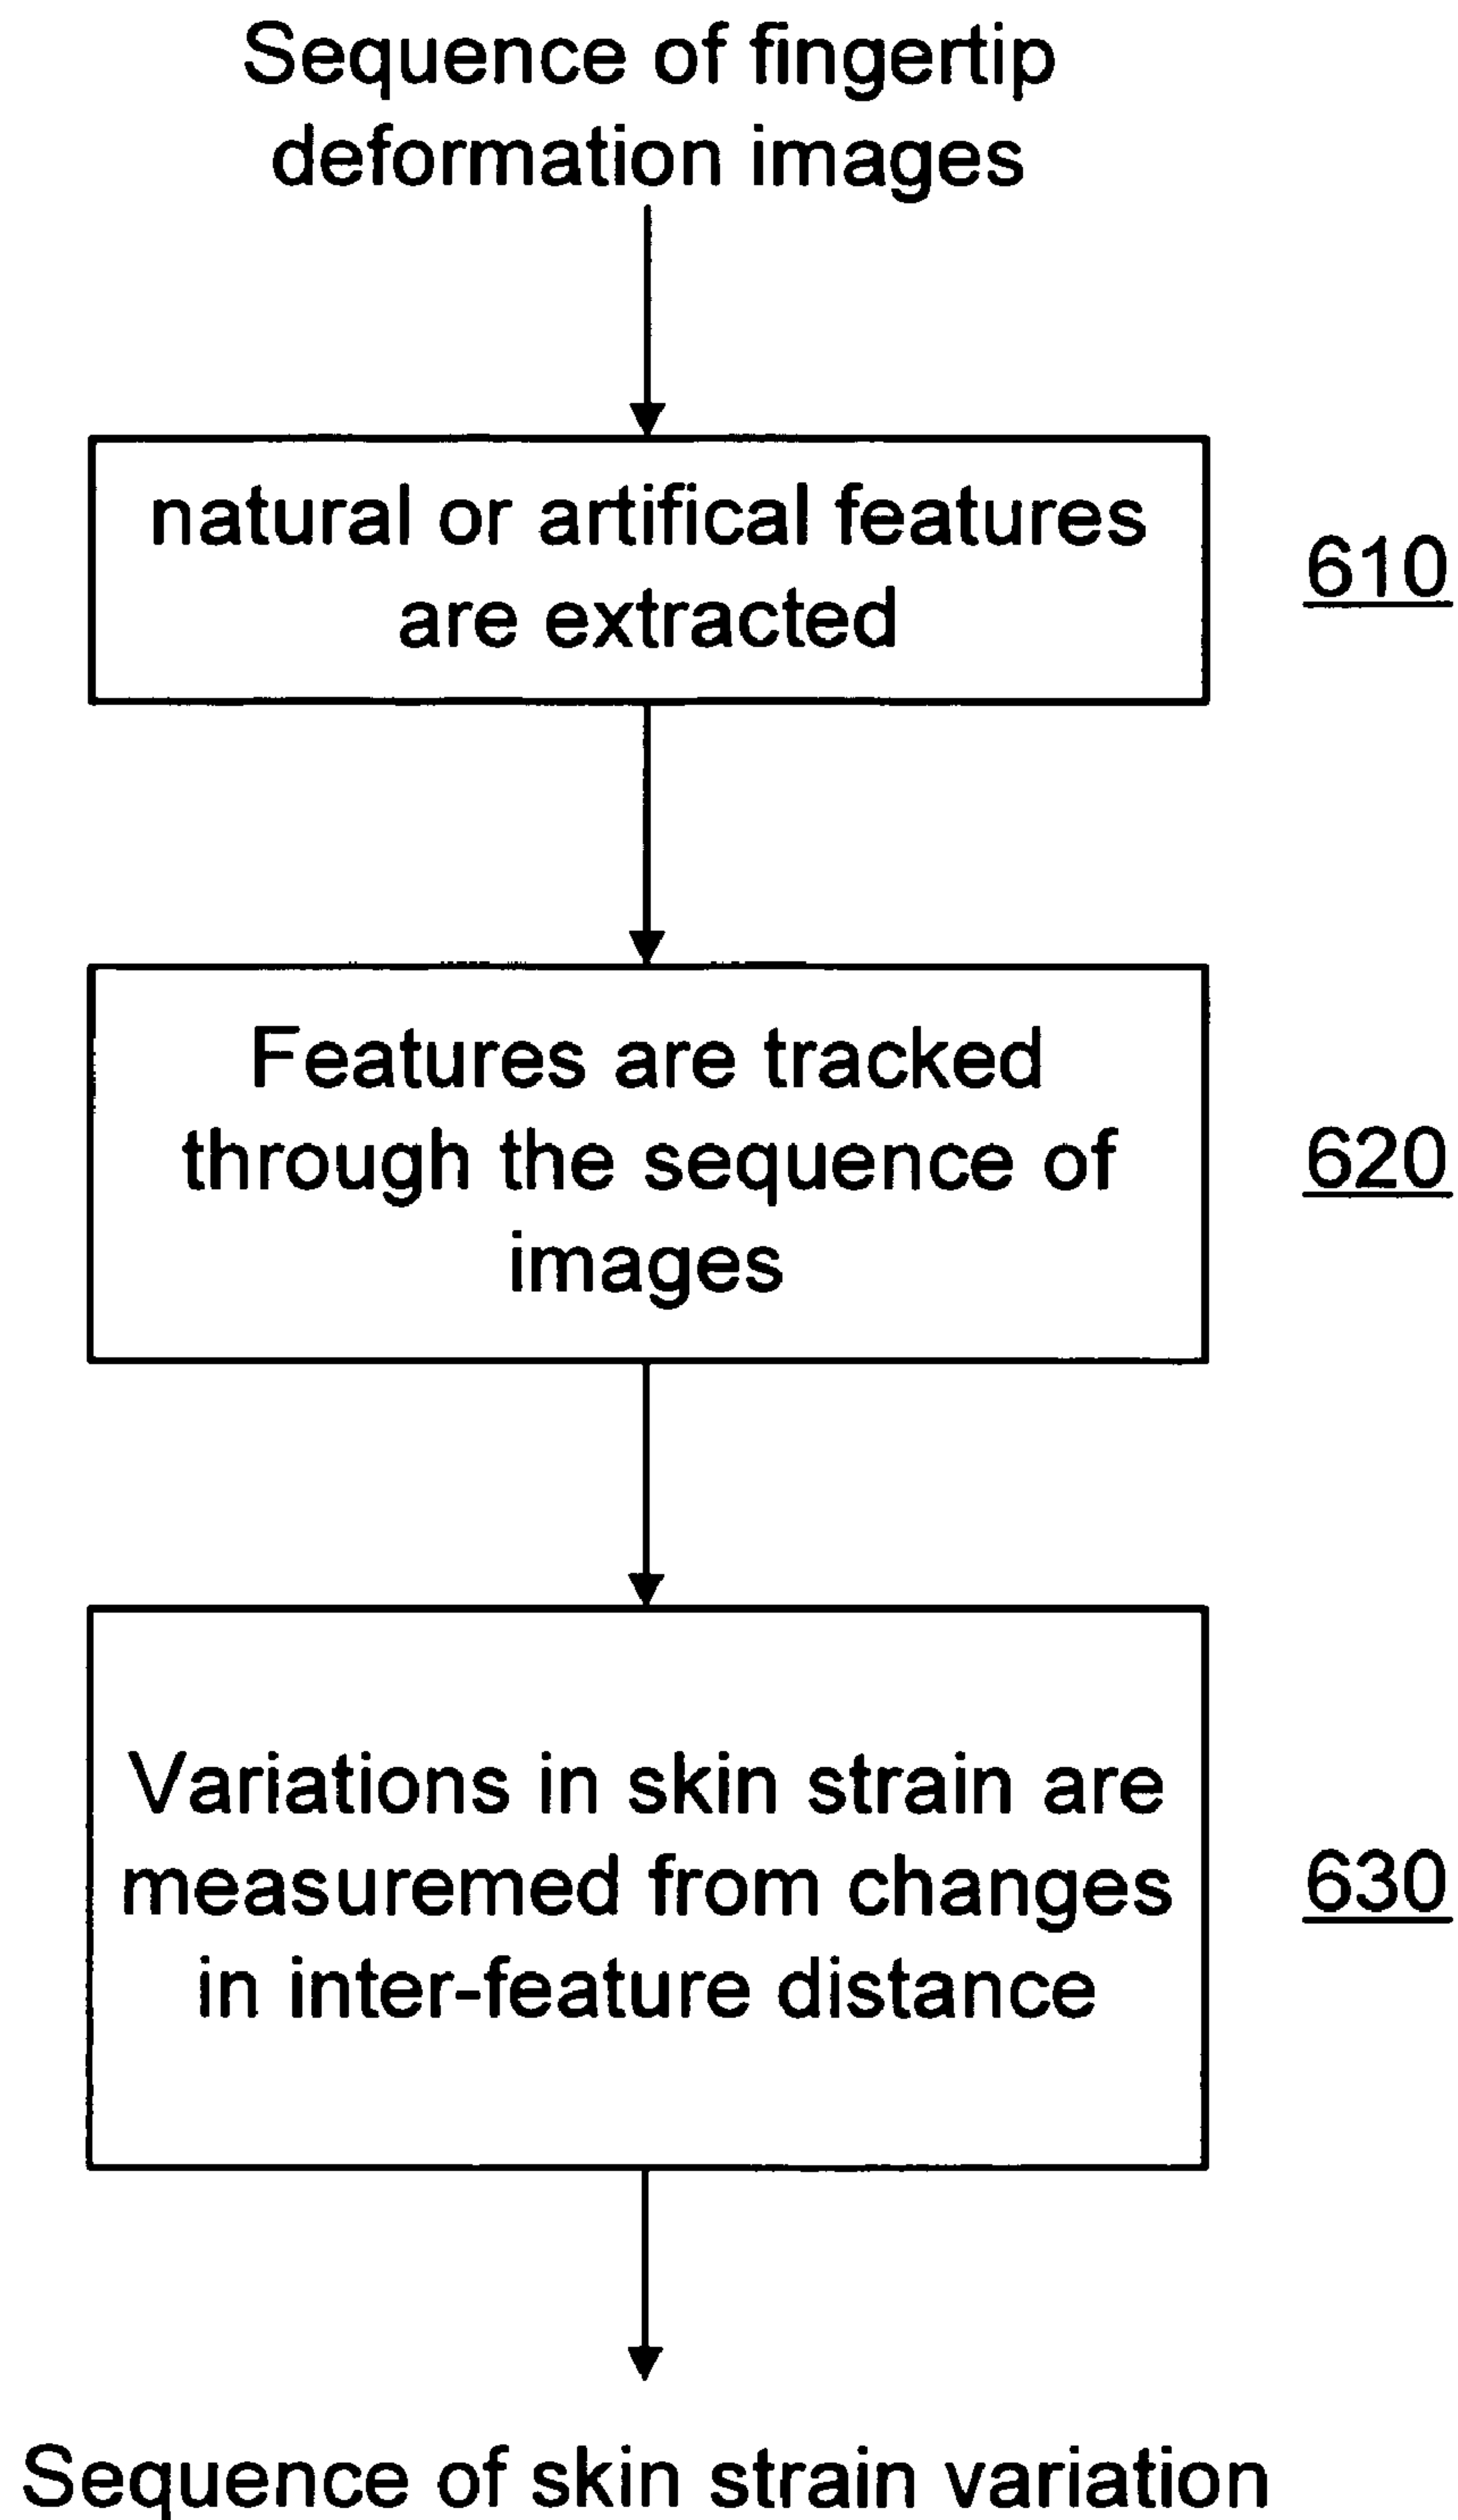 Sequence of fingertip
deformation images
natural or artifical features
are extracted
610
Features are tracked
through the sequence of
images
620
Variations in skin strain are
measuremed from changes
in inter-feature distance
630
Sequence of skin strain variation